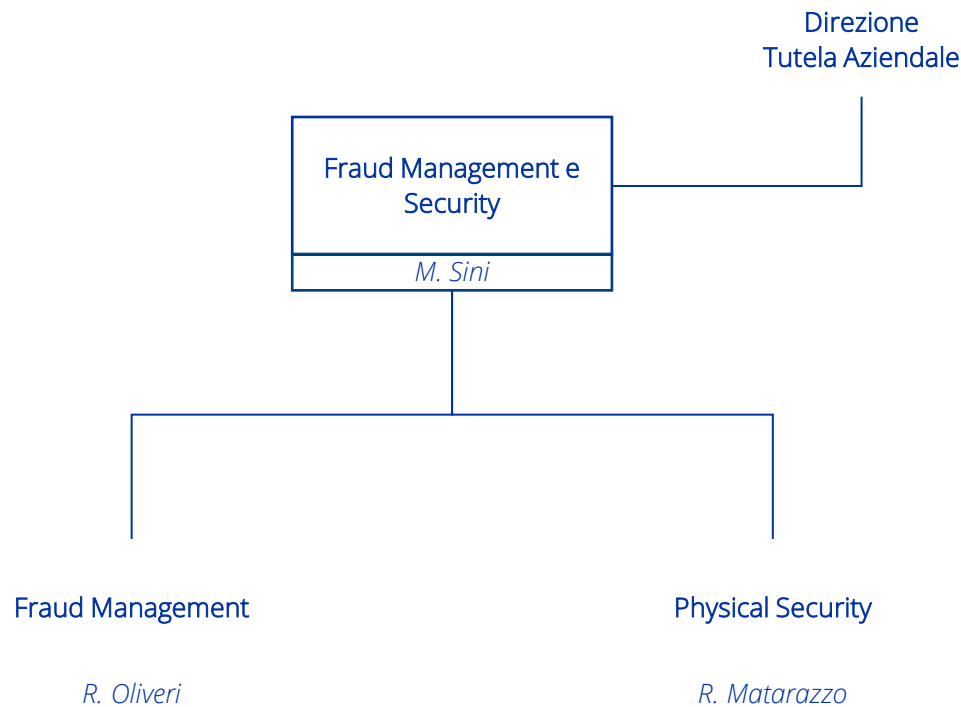 Direzione
Tutela Aziendale
Fraud Management e
Security
M. Sini
Fraud Management
R. Oliveri
Physical Security
R. Matarazzo